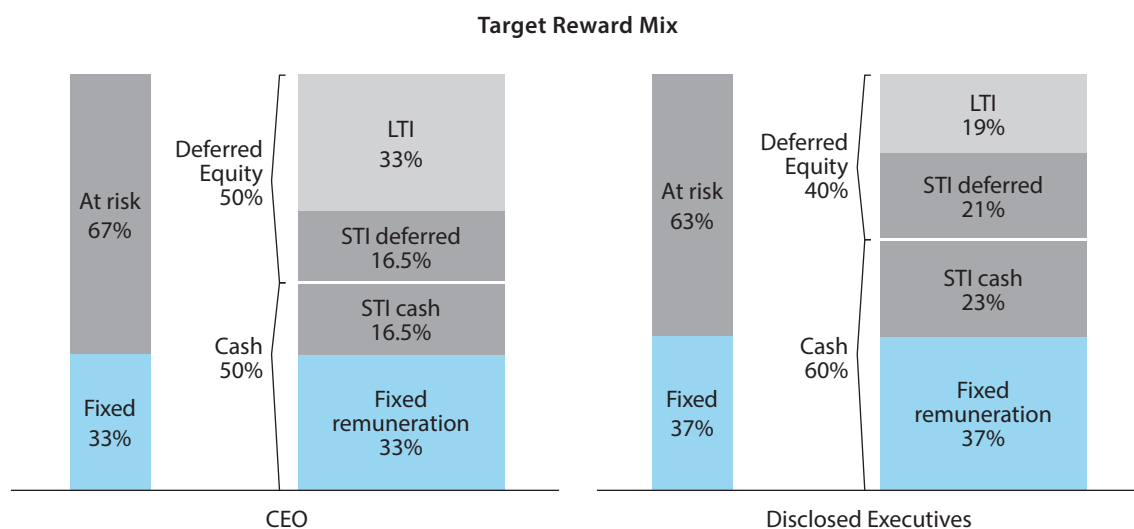 Target Reward Mix
At risk
67%
Fixed
33%
Deferred
Equity
50%
Cash
50%
LTI
33%
STI deferred
16.5%
STI cash
16.5%
Fixed
remuneration
33%
CEO
At risk
63%
Fixed
37%
Deferred
Equity
40%
Cash
60%
LTI
19%
STI deferred
21%
STI cash
23%
Fixed
remuneration
37%
Disclosed Executives